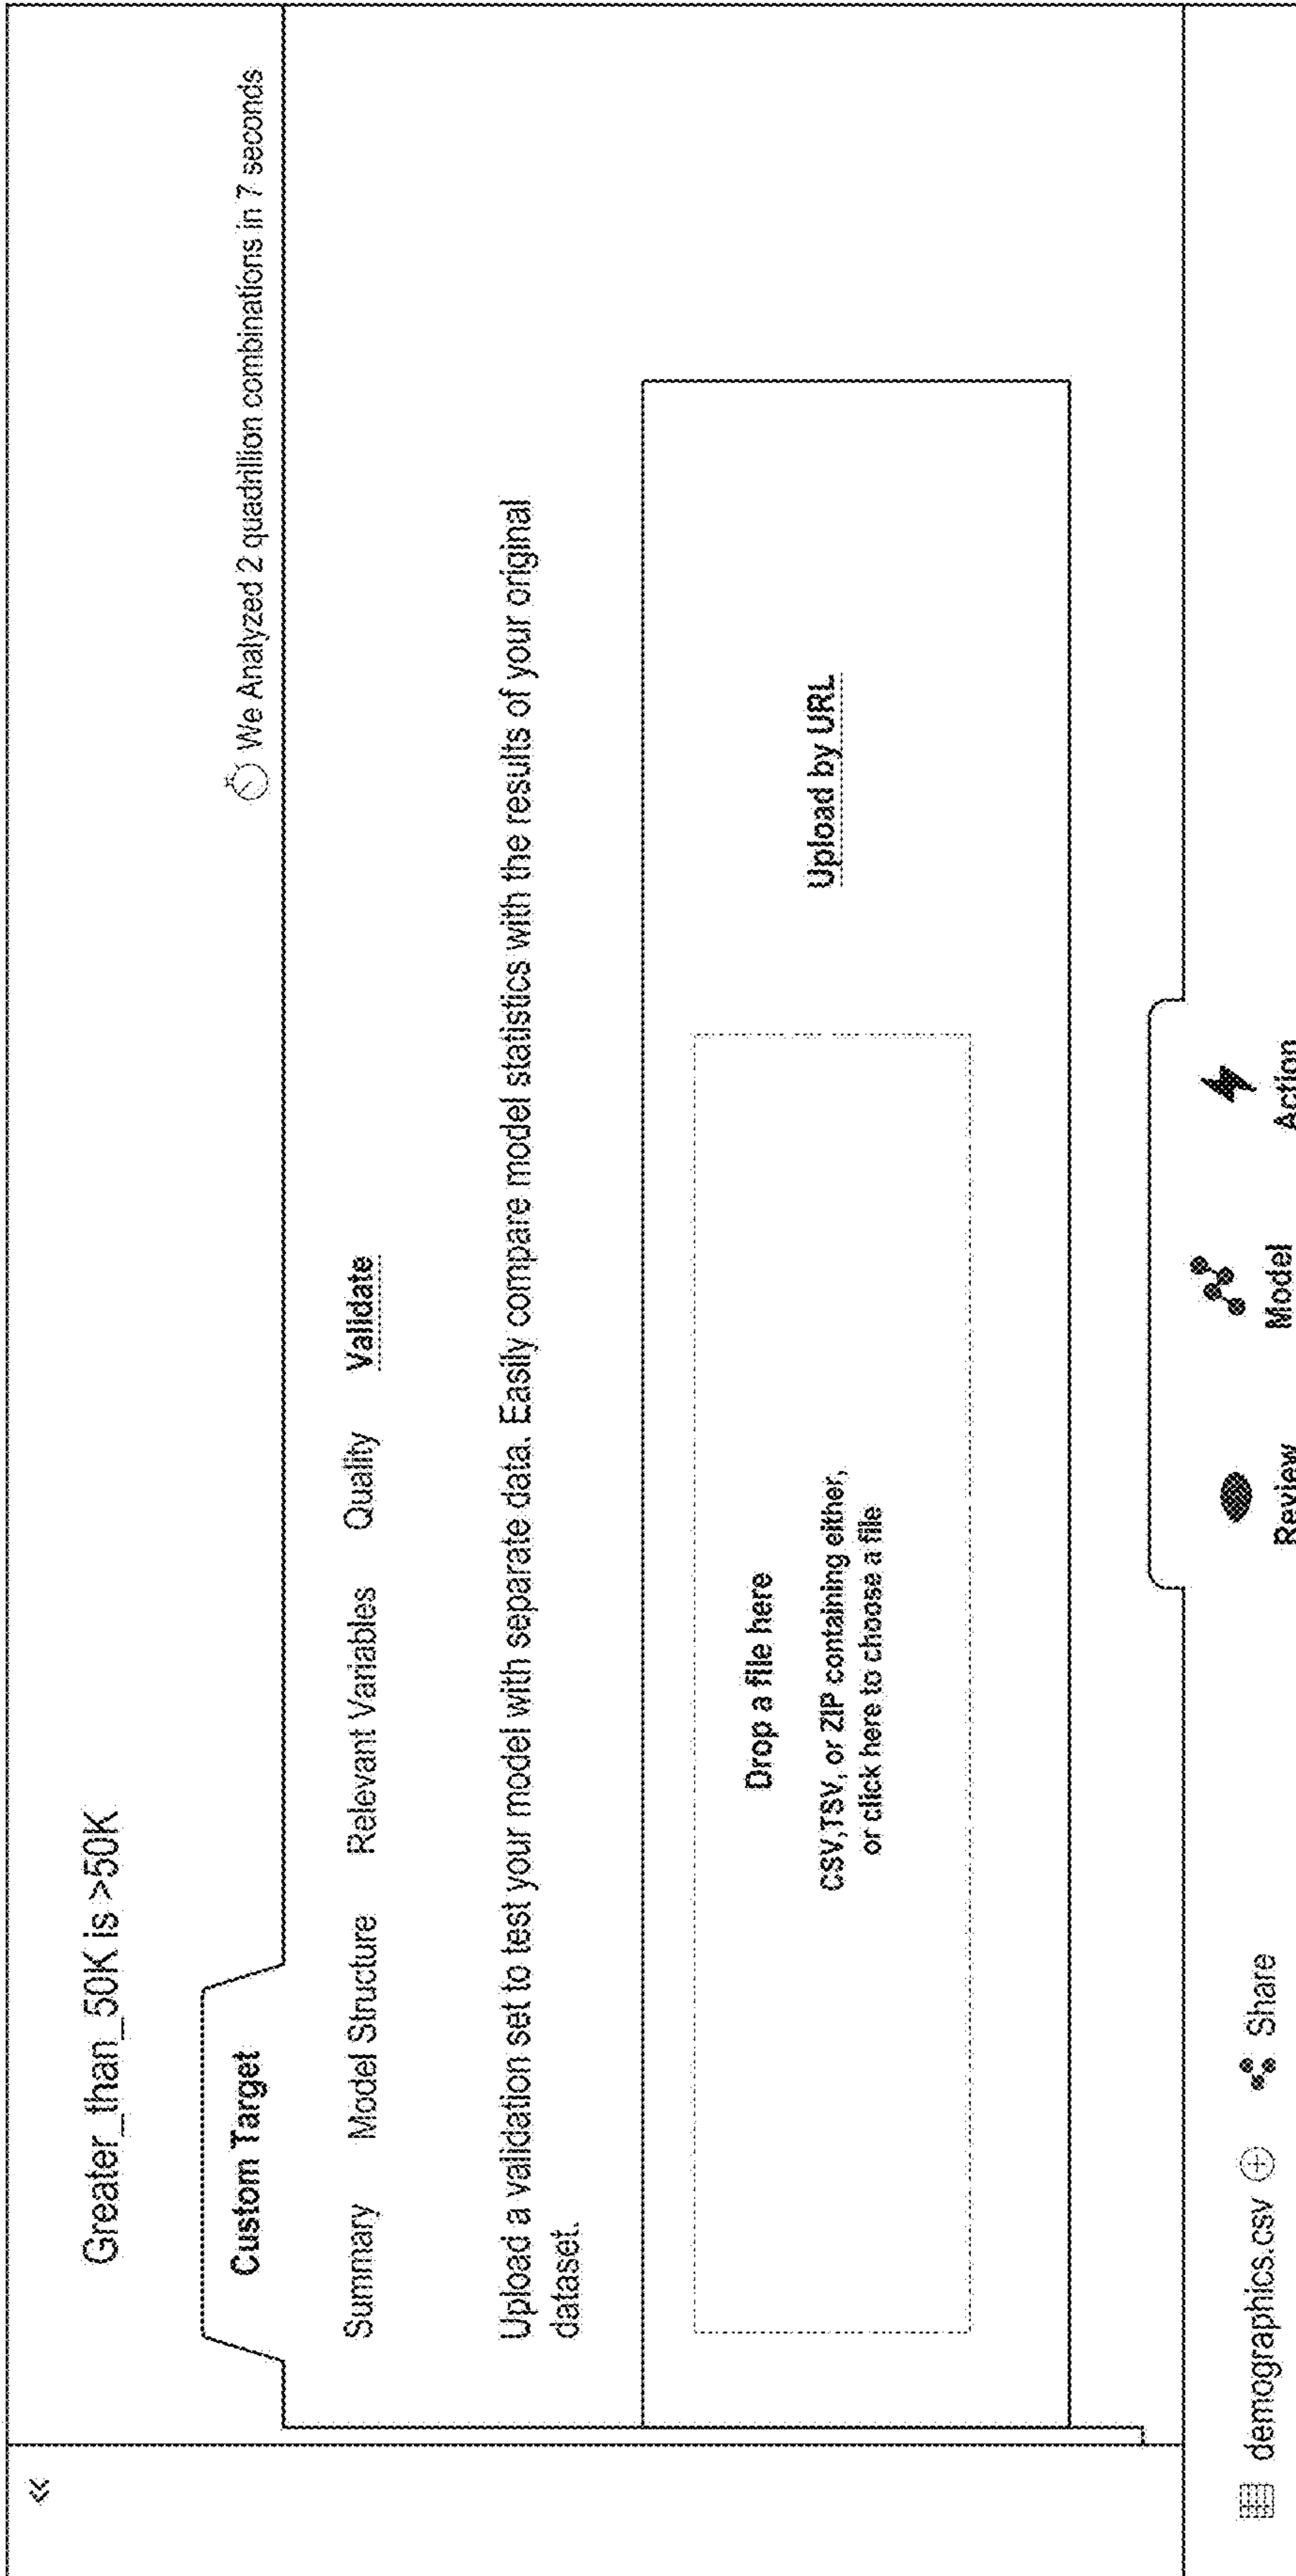 Greater_than_50K is >50K
Custom Target
We Analyzed 2 quadrillion combinations in 7 seconds
Summary Model Structure Relevant Variables Quality Validate
Upload a validation set to test your model with separate data. Easily compare model statistics with the results of your original
dataset.
Drop a file here
CSV,TSV, or ZIP containing either,
or click here to choose a file
Upload by URL
demographics.csv Share Review Model Action